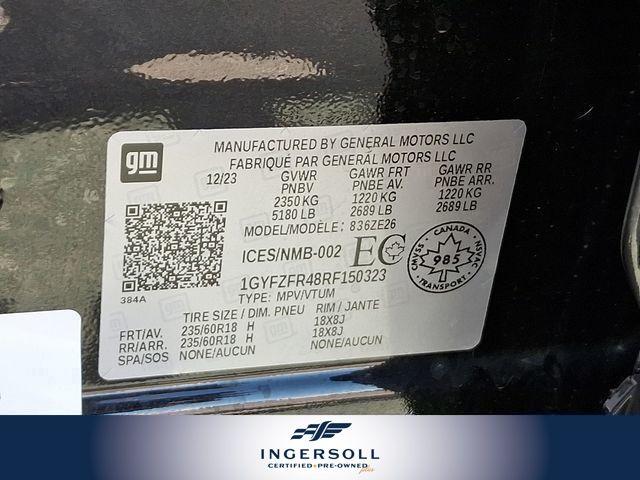 gm
MANUFACTURED BY GENERAL MOTORS LLC
FABRIQUÉ PAR GENERAL MOTORS LLC
12/23 GVWR GAWR FRT GAWR RR
PNBV PNBE AV. PNBE ARR.
2350 KG 1220 KG 1220 KG
5180 LB 2689 LB 2689 LB
MODEL/MODÈLE: 836ZE26
ICES/NMB-002 EC
CANADA
CMVSS 985 NSVAC
384A
1GYFZFR48RF150323
TYPE: MPV/VTUM
TIRE SIZE / DIM. PNEU RIM / JANTE
FRT/AV. 235/60R18 H 18X8J
RR/ARR. 235/60R18 H 18X8J
SPA/SOS NONE/AUCUN NONE/AUCUN
INGERSOLL
CERTIFIED • PRE-OWNED plus